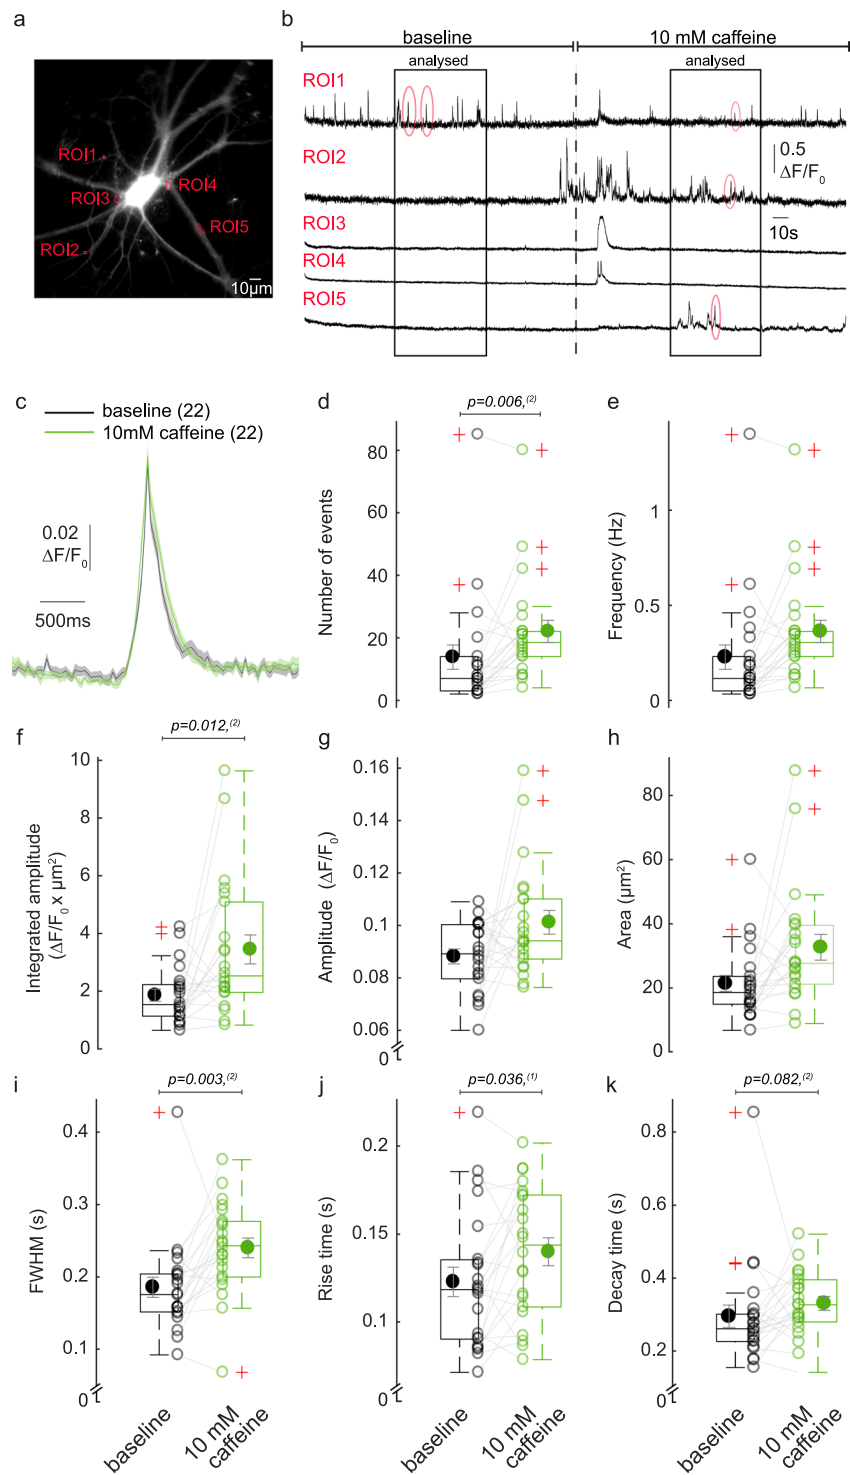 a
ROI1
ROI4
ROI3
ROI5
ROI2
10µm
b
baseline
10 mM caffeine
analysed
analysed
ROI1
ROI2
ROI3
ROI4
ROI5
0.5
ΔF/F0
10s
c
baseline (22)
10mM caffeine (22)
0.02
ΔF/F0
500ms
d
p=0.006,(2)
Number of events
80
60
40
20
0
e
Frequency (Hz)
1
0.5
0
f
p=0.012,(2)
Integrated amplitude
(ΔF/F0 x µm2)
10
8
6
4
2
0
g
Amplitude (ΔF/F0)
0.16
0.14
0.12
0.1
0.08
0.06
0
h
Area (µm2)
80
60
40
20
0
i
p=0.003,(2)
FWHM (s)
0.4
0.3
0.2
0.1
0
baseline
10 mM
caffeine
j
p=0.036,(1)
Rise time (s)
0.2
0.15
0.1
0
baseline
10 mM
caffeine
k
p=0.082,(2)
Decay time (s)
0.8
0.6
0.4
0.2
0
baseline
10 mM
caffeine